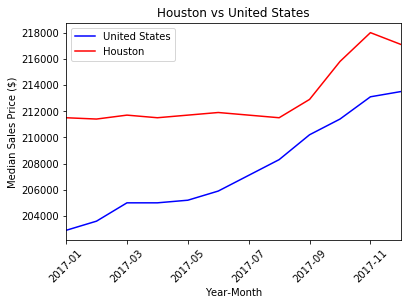 Houston vs United States
United States
Houston
Median Sales Price ($)
218000
216000
214000
212000
210000
208000
206000
204000
2017-01
2017-03
2017-05
2017-07
2017-09
2017-11
Year-Month